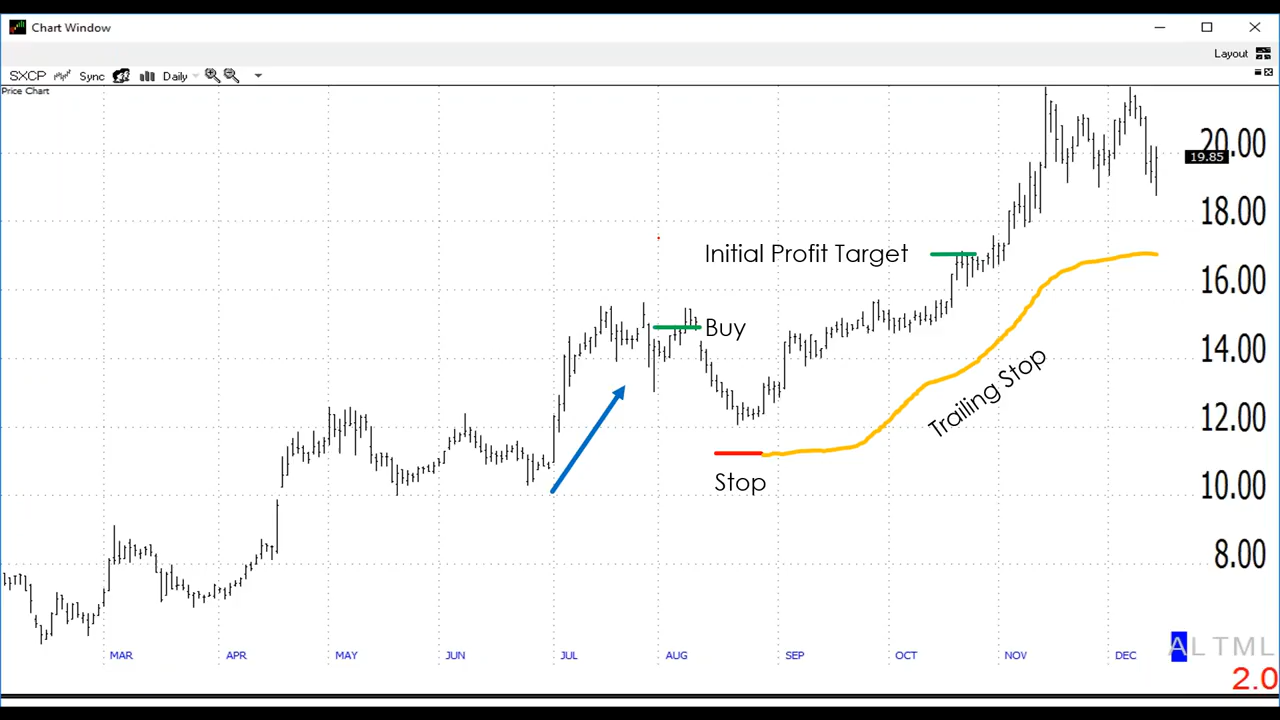 Chart Window
Layout
SXCP Sync Daily
Price Chart
20.00
19.85
18.00
Initial Profit Target
16.00
Buy
14.00
Trailing Stop
12.00
Stop
10.00
8.00
MAR APR MAY JUN JUL AUG SEP OCT NOV DEC
A L T M L
2.0